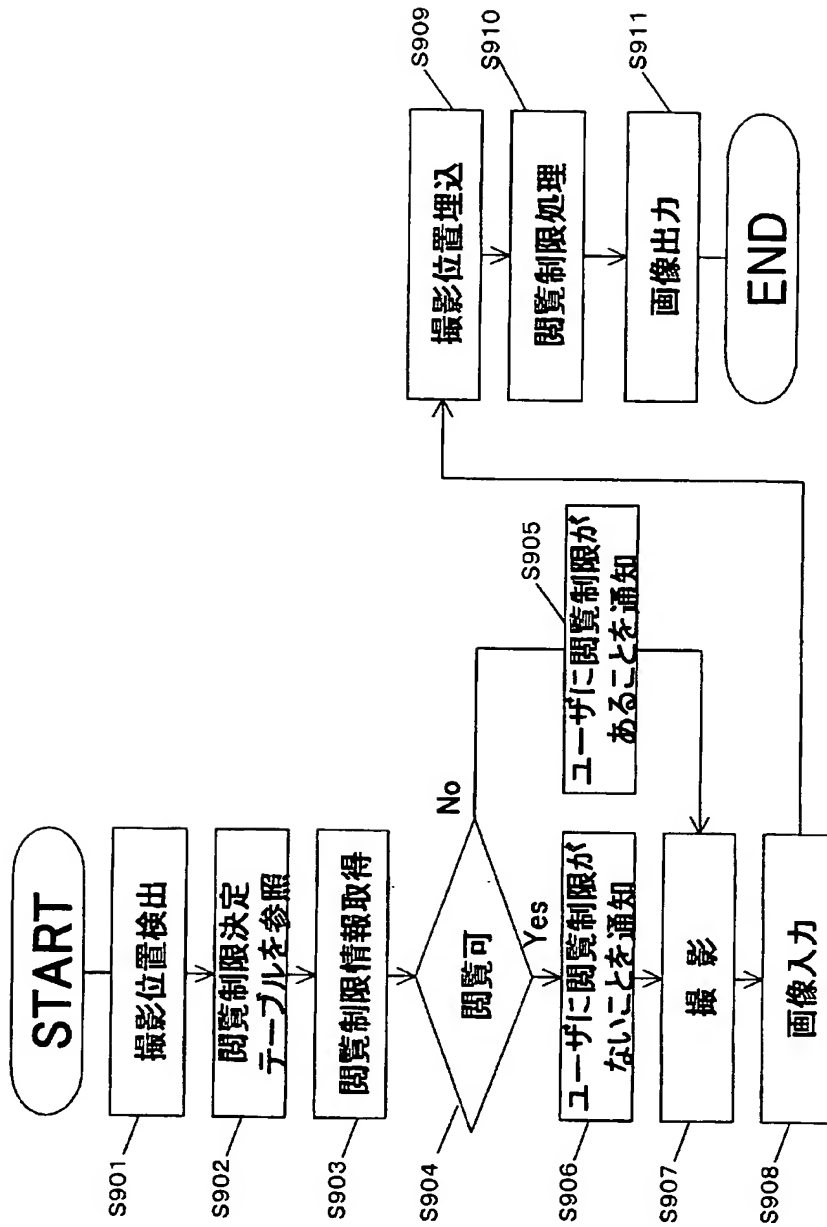 START
S901
撮影位置検出
S902
閲覧制限決定
テーブルを参照
S903
閲覧制限情報取得
S904
閲覧可
No
Yes
S905
ユーザに閲覧制限が
あることを通知
S906
ユーザに閲覧制限が
ないことを通知
S907
撮 影
S908
画像入力
S909
撮影位置埋込
S910
閲覧制限処理
S911
画像出力
END